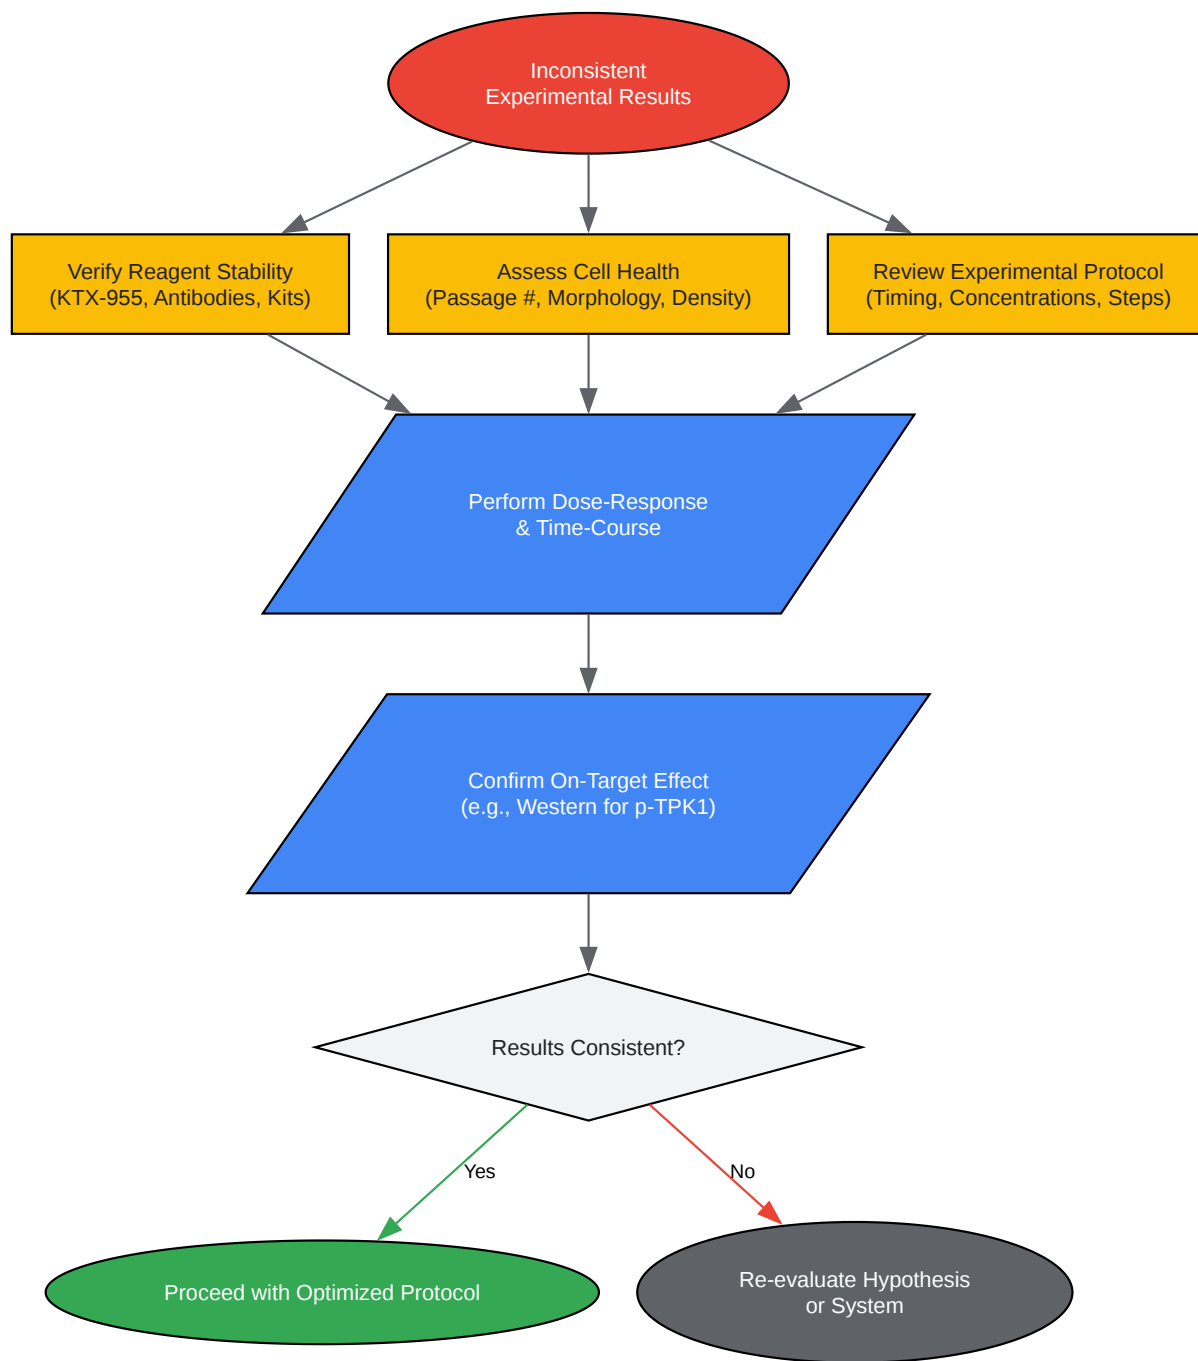 Inconsistent
Experimental Results
Verify Reagent Stability
(KTX-955, Antibodies, Kits)
Assess Cell Health
(Passage #, Morphology, Density)
Review Experimental Protocol
(Timing, Concentrations, Steps)
Perform Dose-Response
& Time-Course
Confirm On-Target Effect
(e.g., Western for p-TPK1)
Results Consistent?
Yes
No
Proceed with Optimized Protocol
Re-evaluate Hypothesis
or System